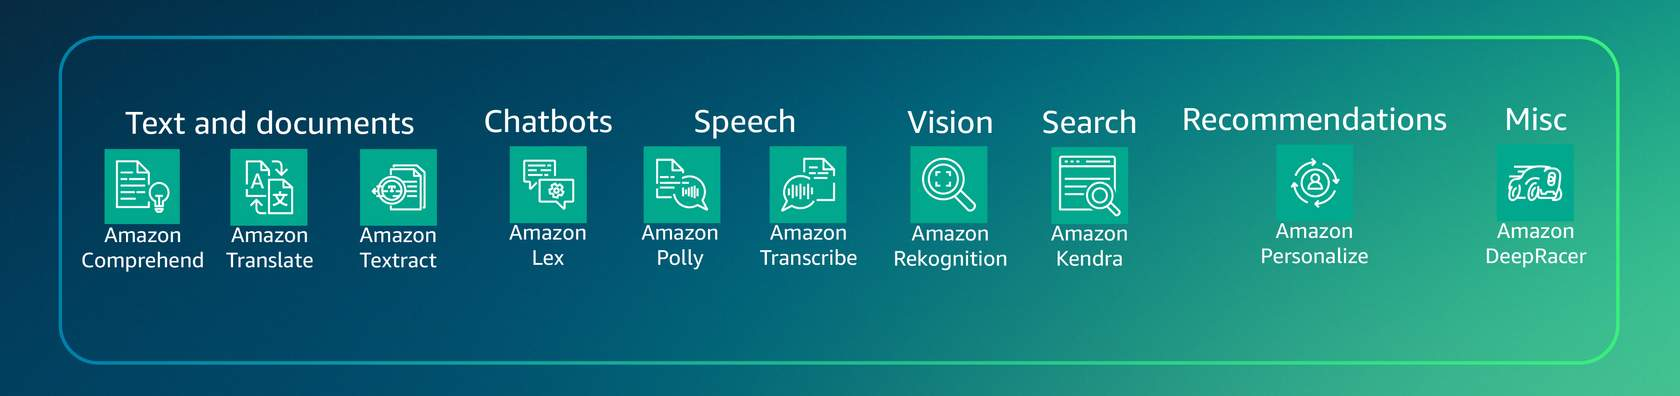 Text and documents
Chatbots
Speech
Vision
Search
Recommendations
Misc
Amazon
Comprehend
Amazon
Translate
Amazon
Textract
Amazon
Lex
Amazon
Polly
Amazon
Transcribe
Amazon
Rekognition
Amazon
Kendra
Amazon
Personalize
Amazon
DeepRacer